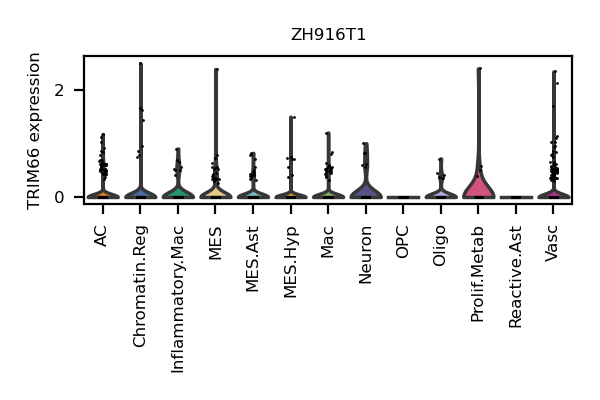 ZH916T1
TRIM66 expression
2
0
AC
Chromatin.Reg
Inflammatory.Mac
MES
MES.Ast
MES.Hyp
Mac
Neuron
OPC
Oligo
Prolif.Metab
Reactive.Ast
Vasc